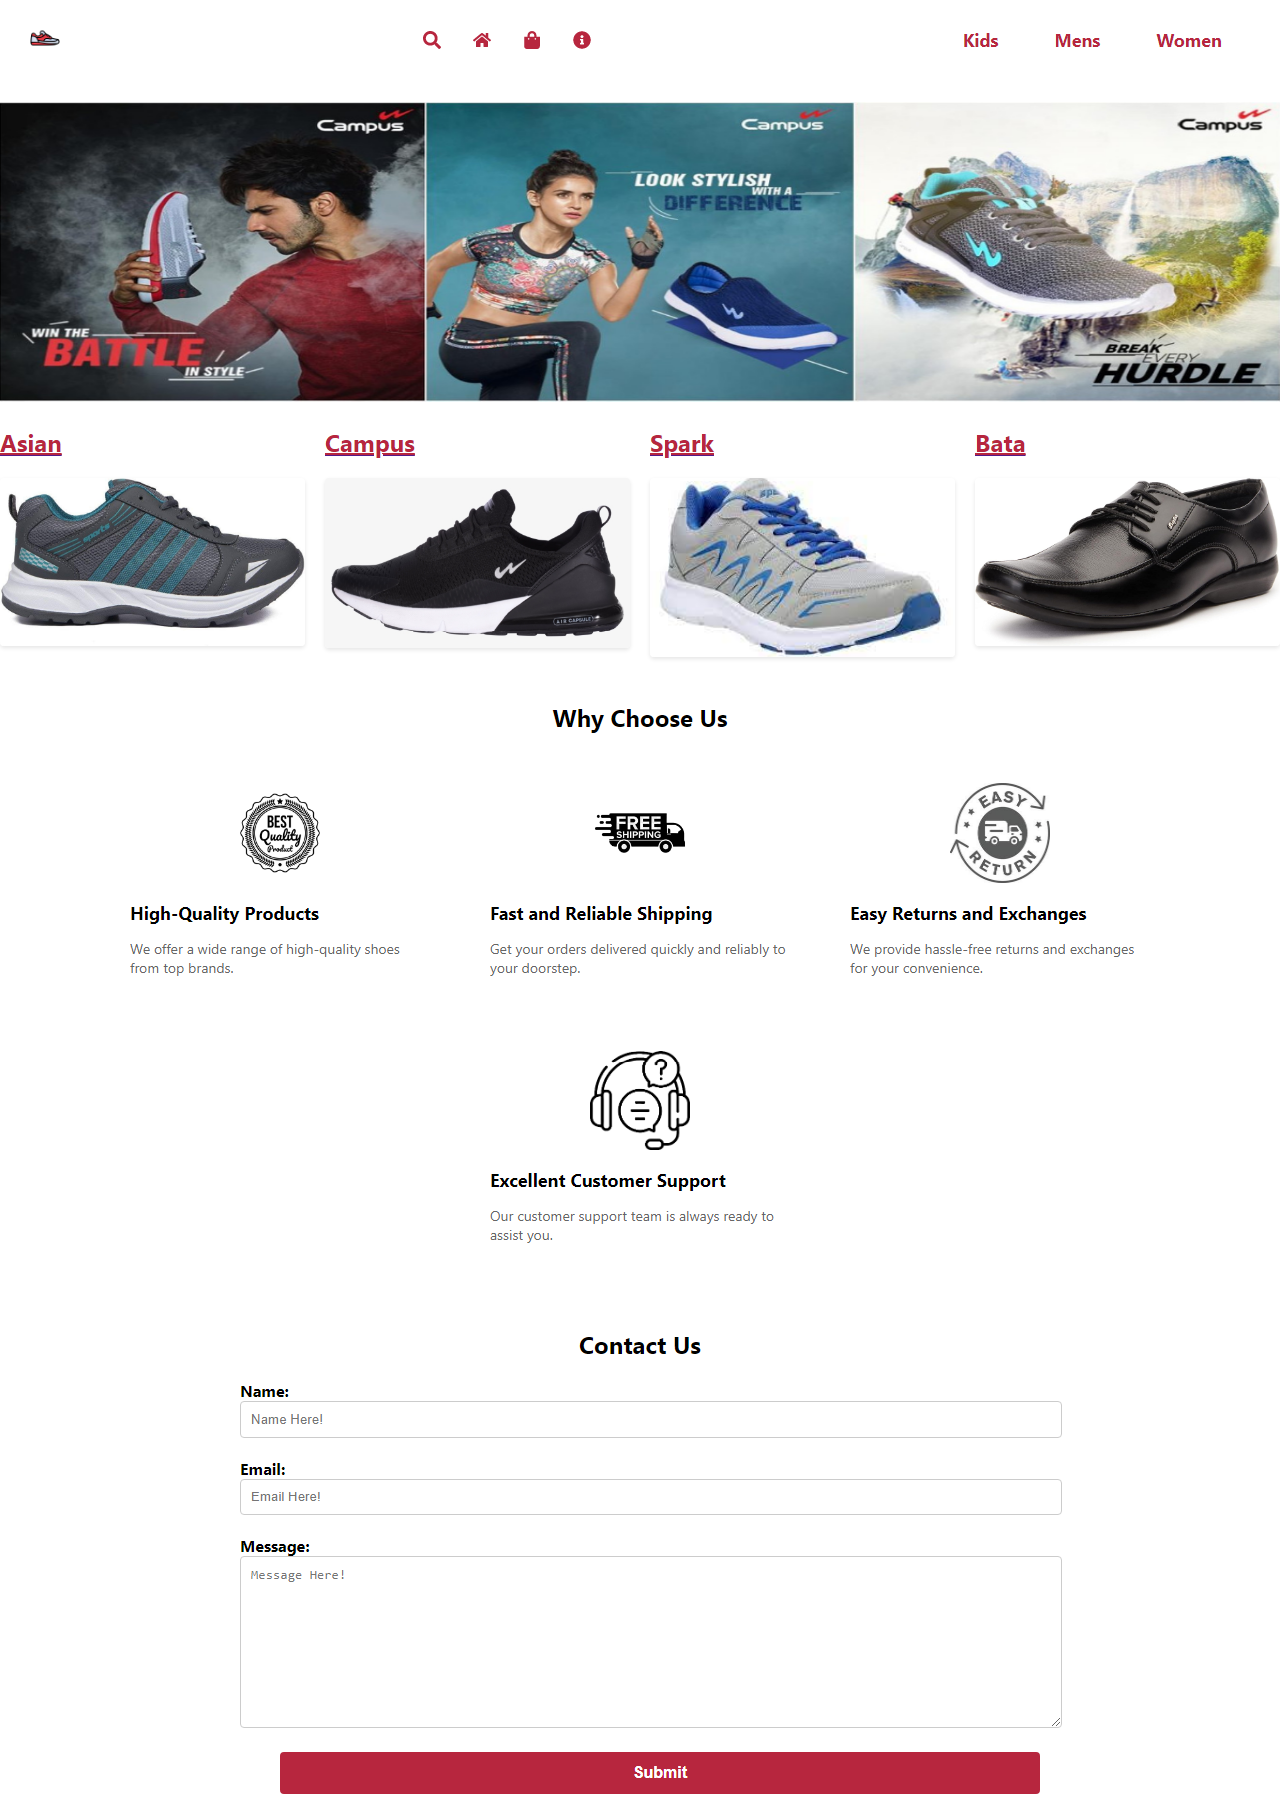 Kids Mens Women
Campus
WIN THE
BATTLE
IN STYLE
Campus
LOOK STYLISH
WITH A
DIFFERENCE
Campus
BREAK
EVERY
HURDLE
Asian Campus Spark Bata
sports
AIR CAPSULE
Bata
Why Choose Us
BEST
Quality
Product
FREE
SHIPPING
EASY
RETURN
High-Quality Products
We offer a wide range of high-quality shoes
from top brands.
Fast and Reliable Shipping
Get your orders delivered quickly and reliably to
your doorstep.
Easy Returns and Exchanges
We provide hassle-free returns and exchanges
for your convenience.
?
Excellent Customer Support
Our customer support team is always ready to
assist you.
Contact Us
Name:
Name Here!
Email:
Email Here!
Message:
Message Here!
Submit